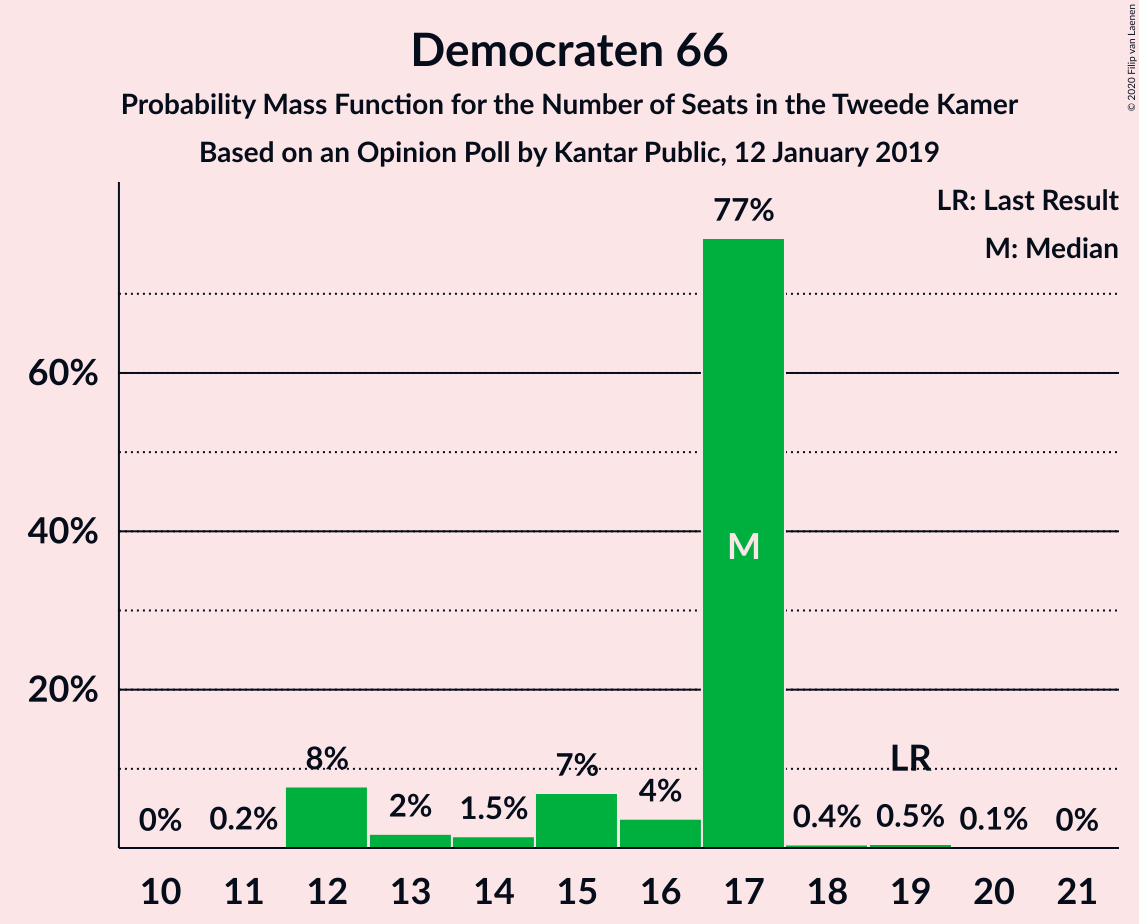 Democraten 66
Probability Mass Function for the Number of Seats in the Tweede Kamer
Based on an Opinion Poll by Kantar Public, 12 January 2019
© 2020 Filip van Laenen
LR: Last Result
M: Median
77%
60%
40%
20%
M
LR
0%
0.2%
8%
2%
1.5%
7%
4%
0.4%
0.5%
0.1%
0%
10 11 12 13 14 15 16 17 18 19 20 21